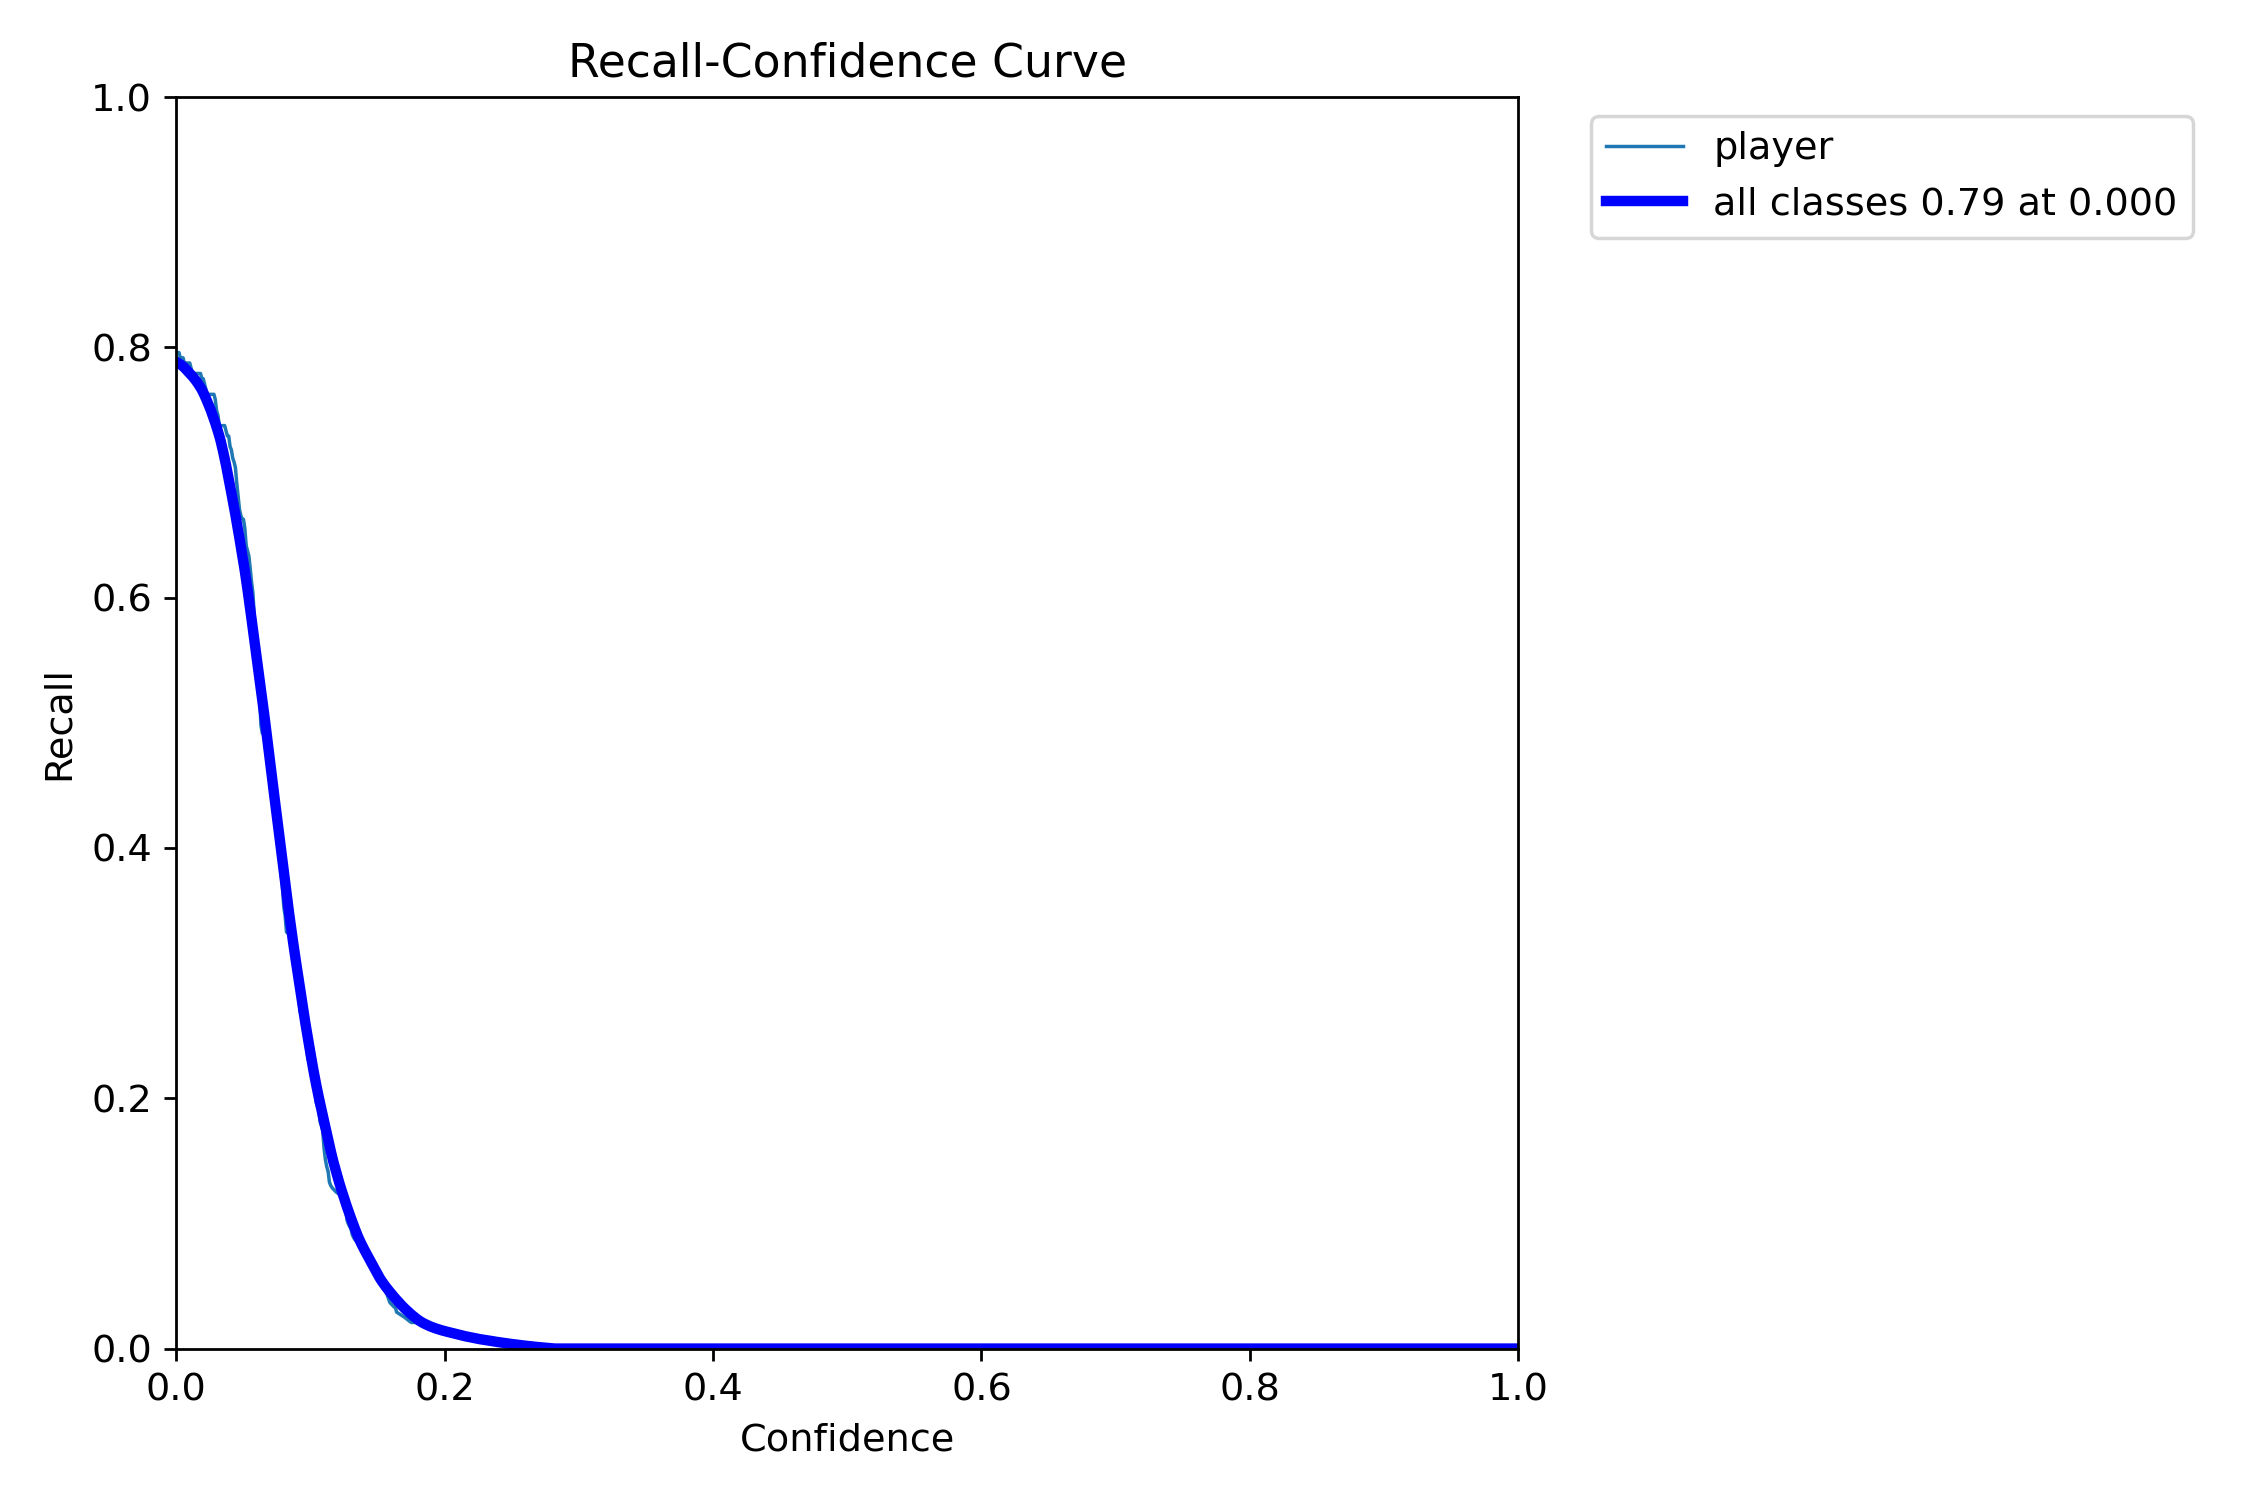 Recall-Confidence Curve
1.0
0.8
0.6
0.4
0.2
0.0
Recall
0.0 0.2 0.4 0.6 0.8 1.0
Confidence
player
all classes 0.79 at 0.000